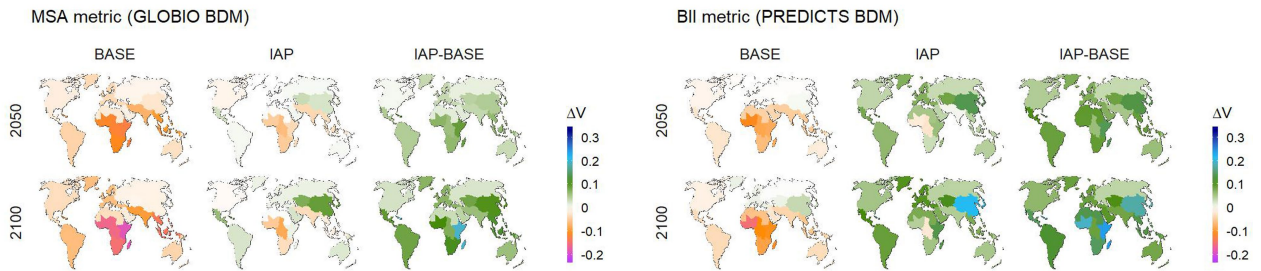 MSA metric (GLOBIO BDM)
BASE
IAP
IAP-BASE
2050
2100
ΔV
0.3
0.2
0.1
0
-0.1
-0.2
BII metric (PREDICTS BDM)
BASE
IAP
IAP-BASE
2050
2100
ΔV
0.3
0.2
0.1
0
-0.1
-0.2